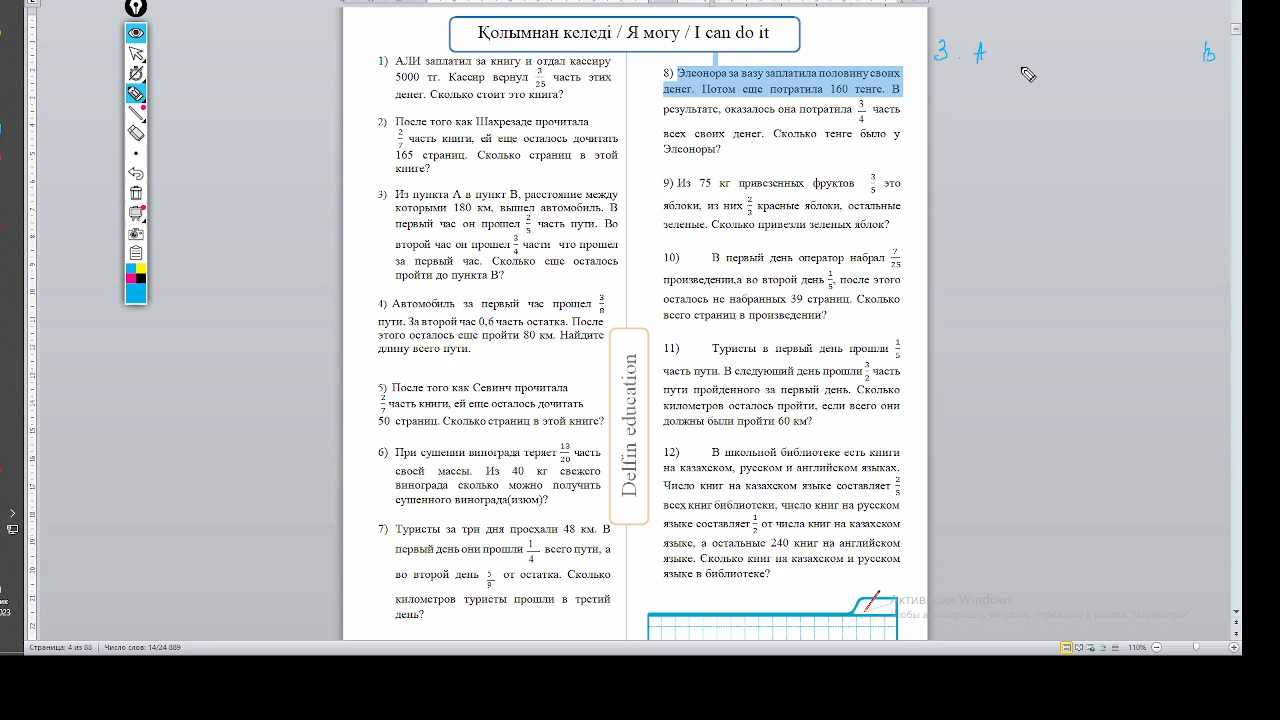 Қолымнан келеді / Я могу / I can do it
1) АЛИ заплатил за книгу и отдал кассиру
5000 тг. Кассир вернул 3/25 часть этих
денег. Сколько стоит это книга?
2) После того как Шахрезаде прочитала
2/7 часть книги, ей еще осталось дочитать
165 страниц. Сколько страниц в этой
книге?
3) Из пункта А в пункт В, расстояние между
которыми 180 км, вышел автомобиль. В
первый час он прошел 2/5 часть пути. Во
второй час он прошел 3/4 части что прошел
за первый час. Сколько еще осталось
пройти до пункта В?
4) Автомобиль за первый час прошел 3/8
пути. За второй час 0,6 часть остатка. После
этого осталось еще пройти 80 км. Найдите
длину всего пути.
5) После того как Севинч прочитала
2/7 часть книги, ей еще осталось дочитать
50 страниц. Сколько страниц в этой книге?
6) При сушении винограда теряет 13/20 часть
своей массы. Из 40 кг свежего
винограда сколько можно получить
сушенного винограда(изюм)?
7) Туристы за три дня проехали 48 км. В
первый день они прошли 1/4 всего пути, а
во второй день 5/9 от остатка. Сколько
километров туристы прошли в третий
день?
Delfin education
8) Элеонора за вазу заплатила половину своих
денег. Потом еще потратила 160 тенге. В
результате, оказалось она потратила 3/4 часть
всех своих денег. Сколько тенге было у
Элеоноры?
9) Из 75 кг привезенных фруктов 3/5 это
яблоки, из них 2/3 красные яблоки, остальные
зеленые. Сколько привезли зеленых яблок?
10) В первый день оператор набрал 7/25
произведении,а во второй день 1/5, после этого
осталось не набранных 39 страниц. Сколько
всего страниц в произведении?
11) Туристы в первый день прошли 1/5
часть пути. В следующий день прошли 3/2 часть
пути пройденного за первый день. Сколько
километров осталось пройти, если всего они
должны были пройти 60 км?
12) В школьной библиотеке есть книги
на казахском, русском и английском языках.
Число книг на казахском языке составляет 2/5
всех книг библиотеки, число книг на русском
языке составляет 1/2 от числа книг на казахском
языке, а остальные 240 книг на английском
языке. Сколько книг на казахском и русском
языке в библиотеке?
3. A B
Активация Windows
Чтобы активировать Windows, перейдите в раздел "Параметры".
Страница: 4 из 88 Число слов: 14/24 889
110%